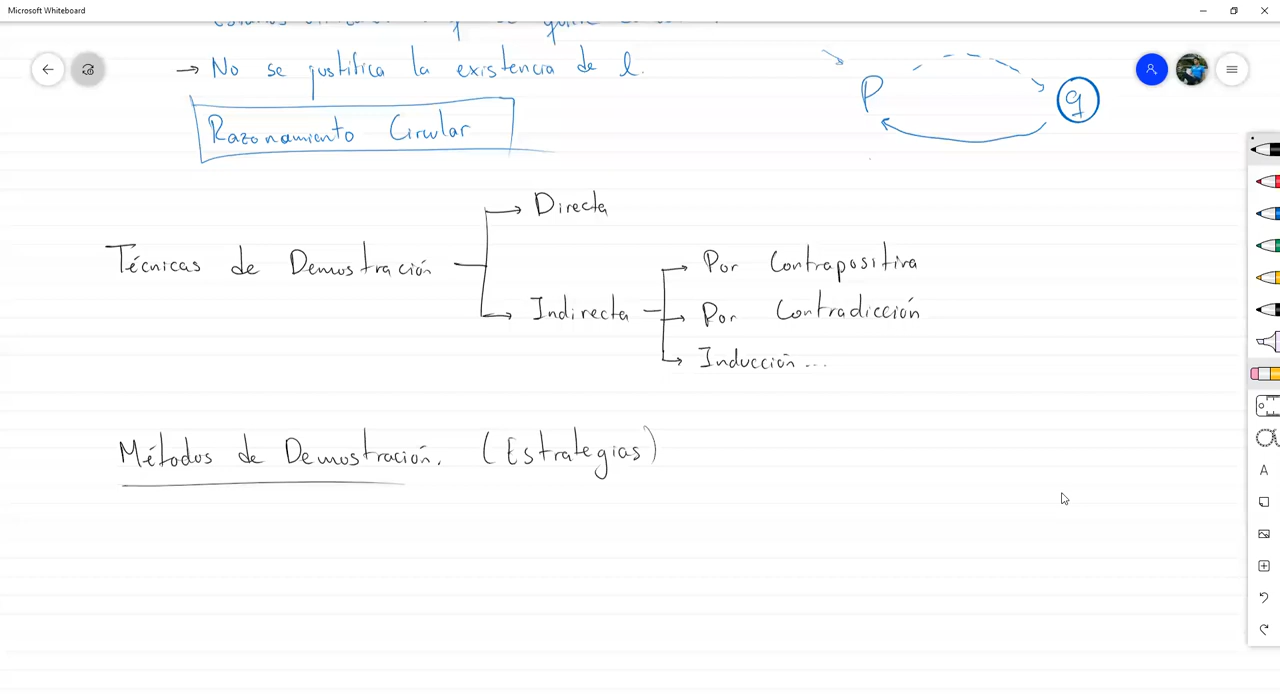 Microsoft Whiteboard
→ No se justifica la existencia de l.
Razonamiento Circular
P q
Directa
Técnicas de Demostración
Por Contrapositiva
Indirecta
Por Contradicción
Inducción...
Métodos de Demostración. (Estrategias)
A